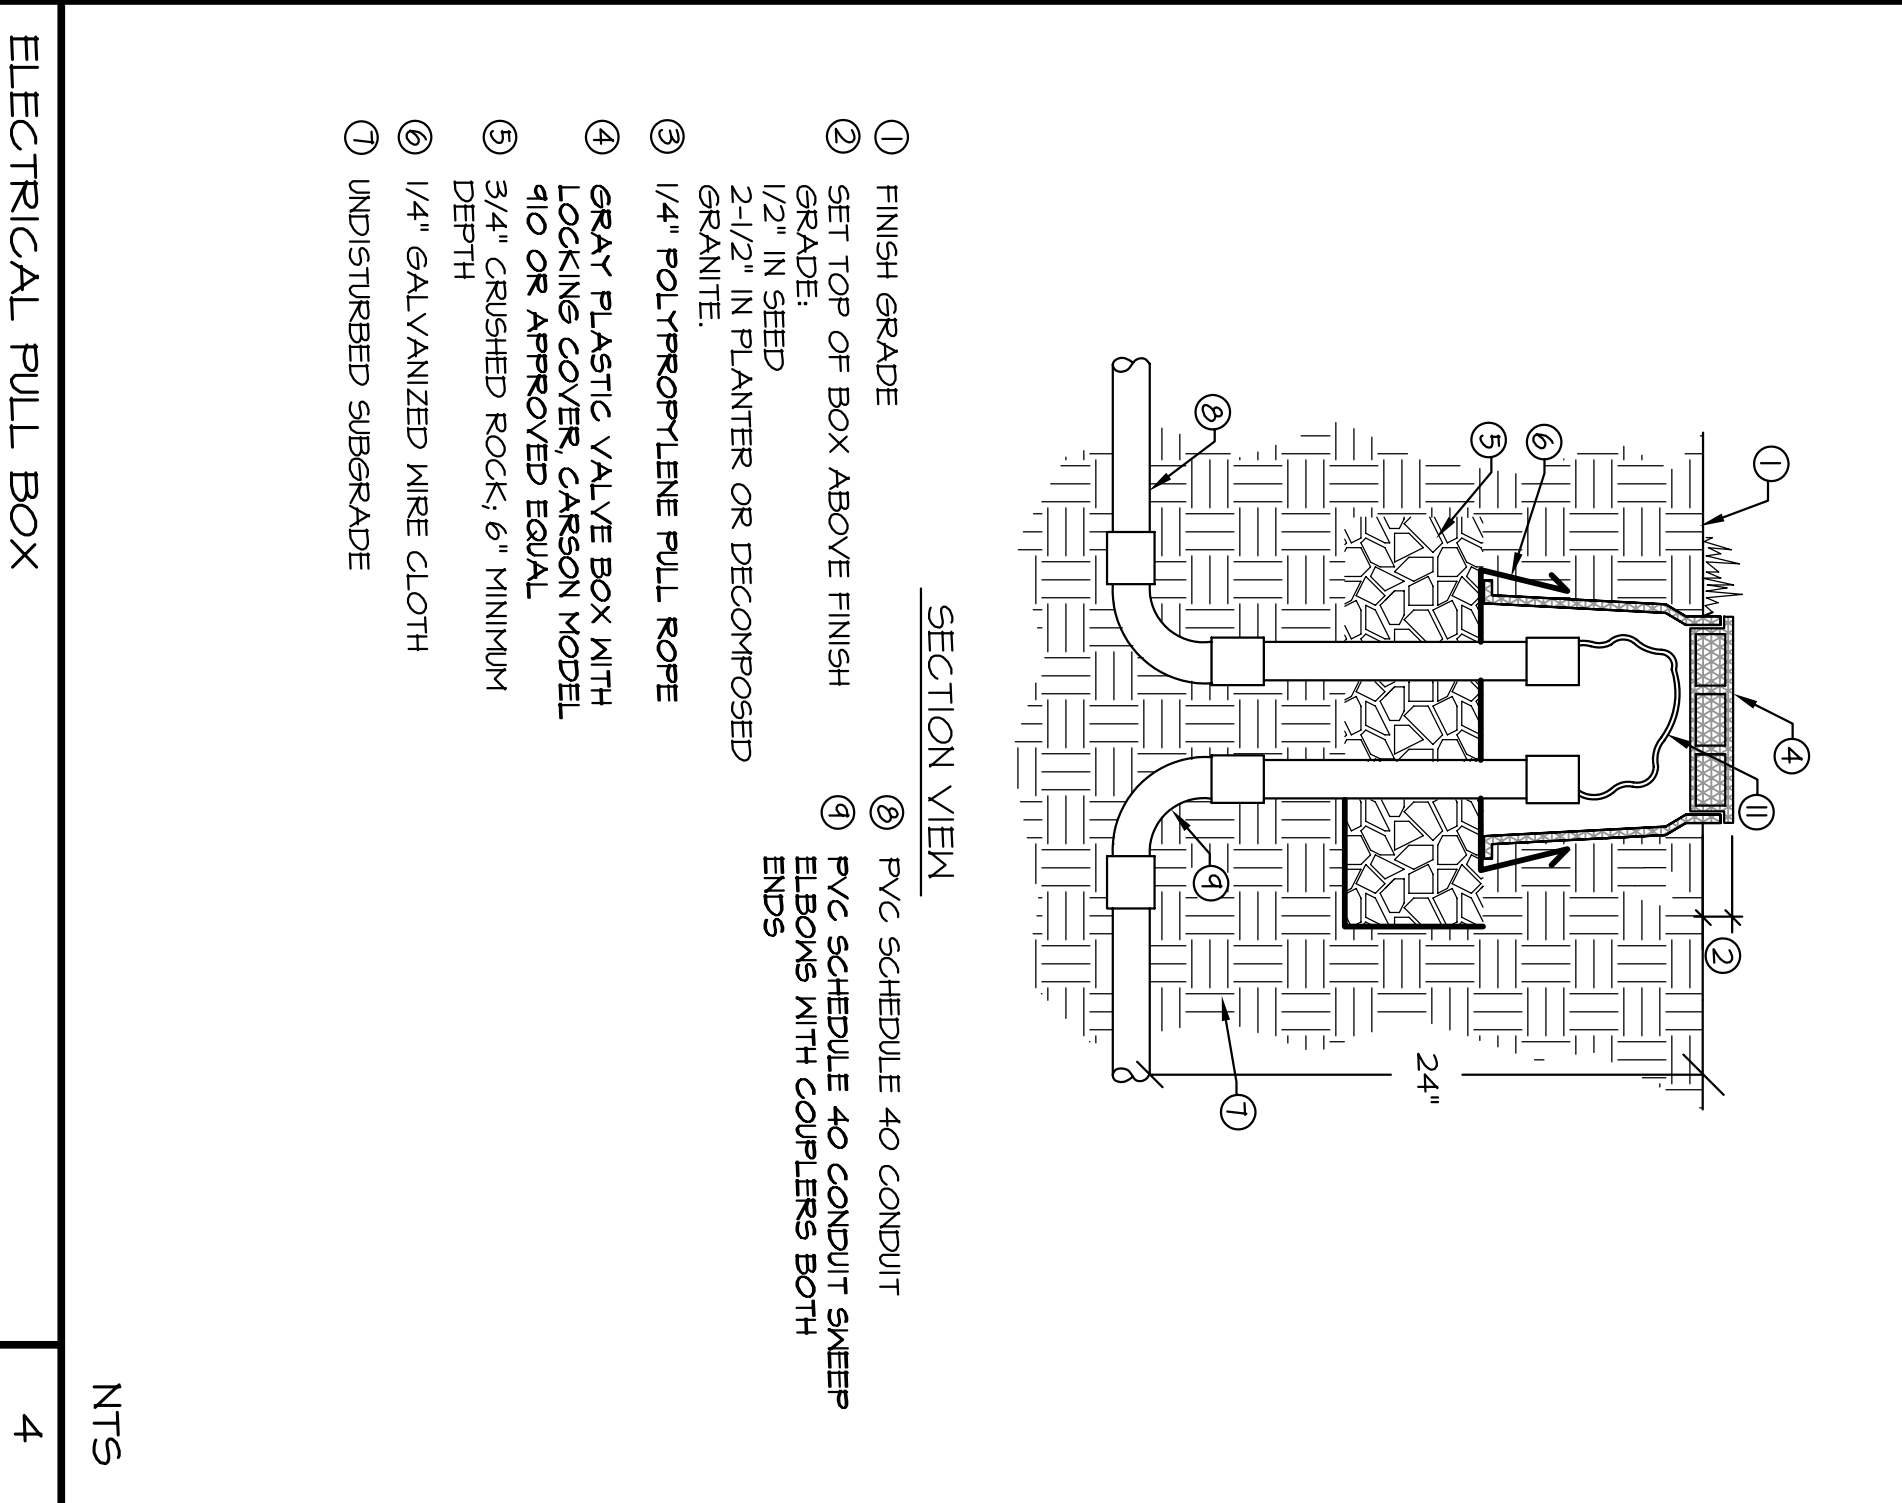 1
4
11
6
5
2
8
9
7
24"
SECTION VIEW
1 FINISH GRADE
2 SET TOP OF BOX ABOVE FINISH
GRADE:
1/2" IN SEED
2-1/2" IN PLANTER OR DECOMPOSED
GRANITE.
3 1/4" POLYPROPYLENE PULL ROPE
4 GRAY PLASTIC VALVE BOX WITH
LOCKING COVER, CARSON MODEL
910 OR APPROVED EQUAL
5 3/4" CRUSHED ROCK; 6" MINIMUM
DEPTH
6 1/4" GALVANIZED WIRE CLOTH
7 UNDISTURBED SUBGRADE
8 PVC SCHEDULE 40 CONDUIT
9 PVC SCHEDULE 40 CONDUIT SWEEP
ELBOWS WITH COUPLERS BOTH
ENDS
NTS
ELECTRICAL PULL BOX
4